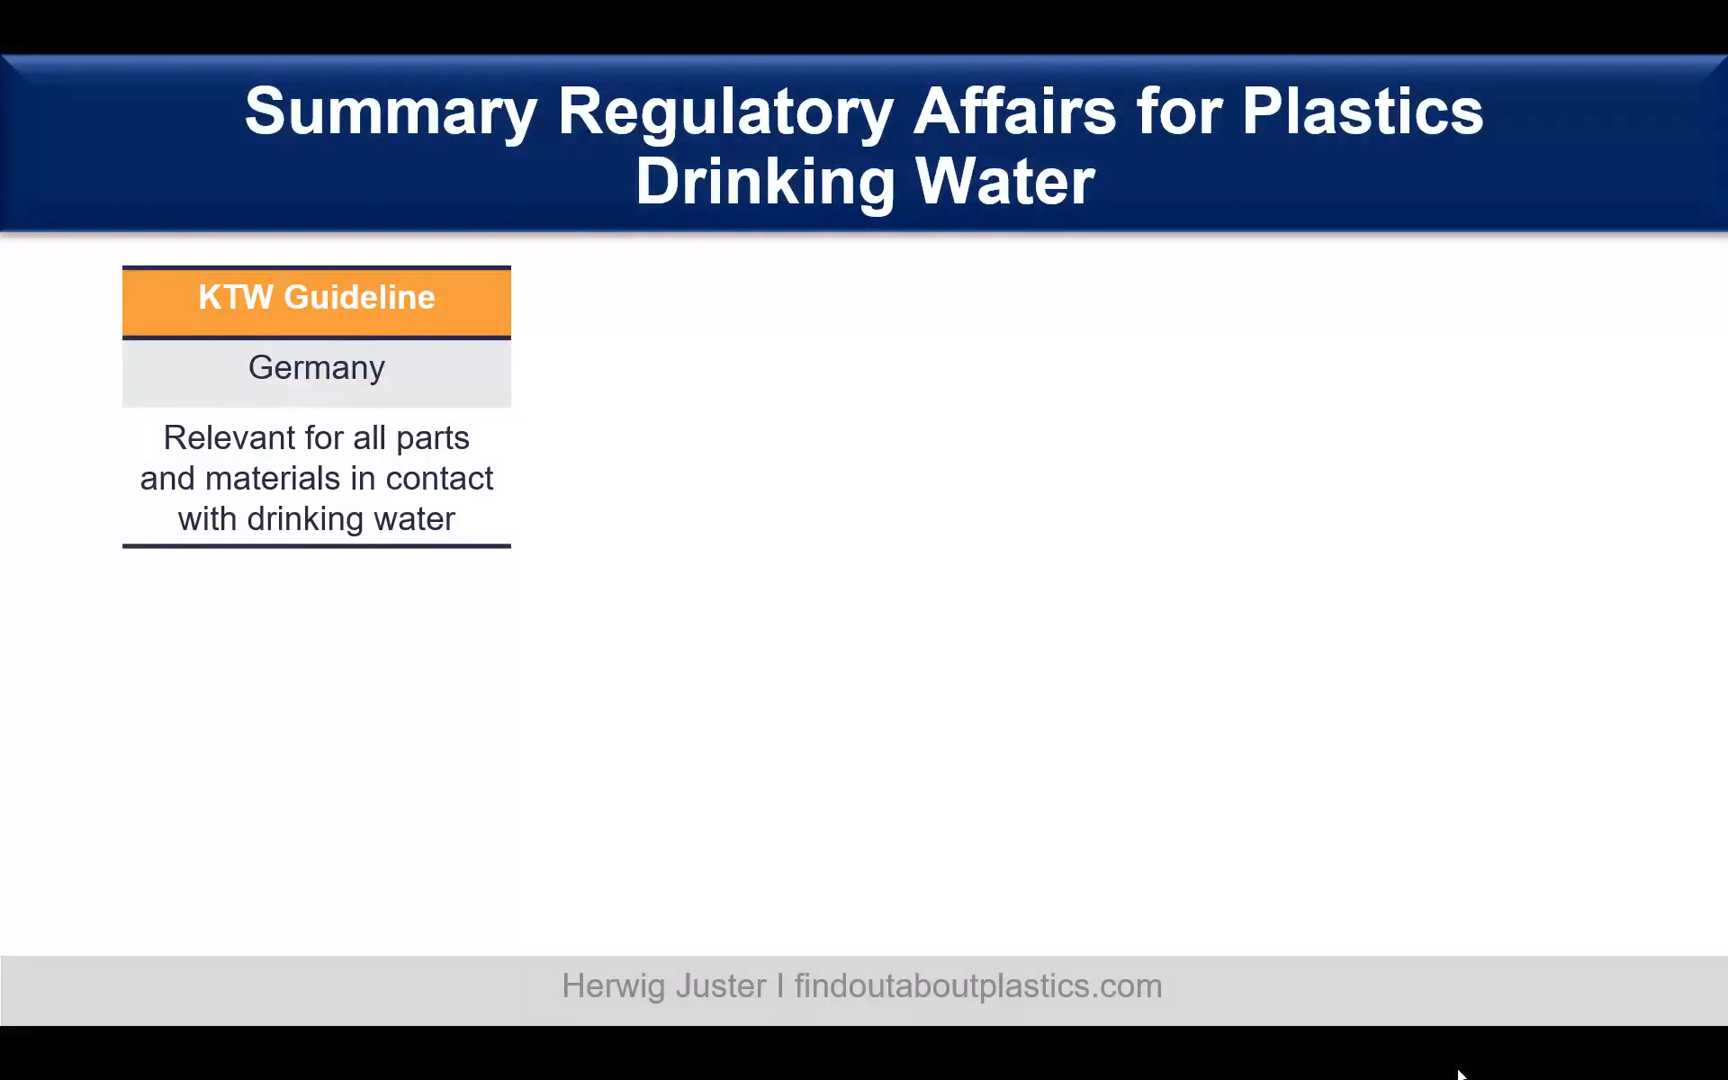 Summary Regulatory Affairs for Plastics
Drinking Water
KTW Guideline
Germany
Relevant for all parts
and materials in contact
with drinking water
Herwig Juster I findoutaboutplastics.com